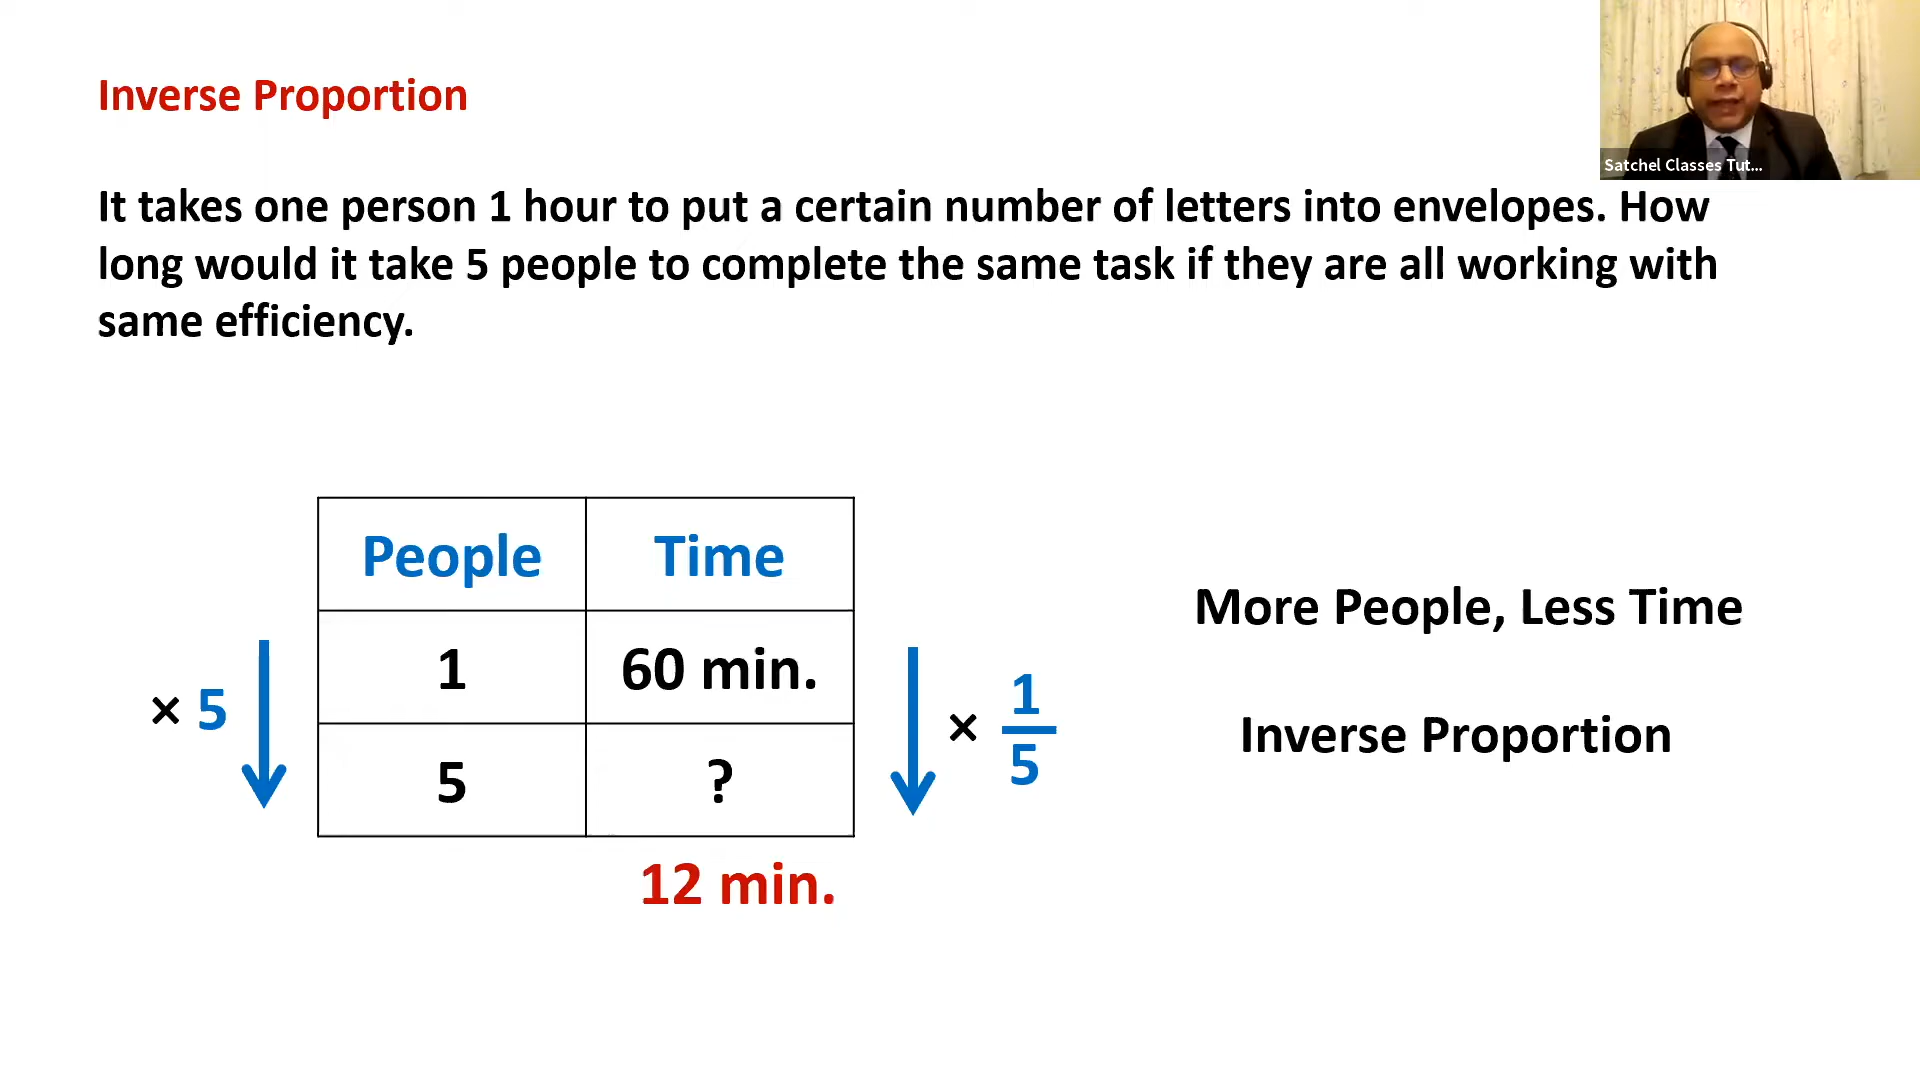 Inverse Proportion
Satchel Classes Tut...
It takes one person 1 hour to put a certain number of letters into envelopes. How
long would it take 5 people to complete the same task if they are all working with
same efficiency.
People Time
1 60 min.
5 ?
× 5
× 1/5
12 min.
More People, Less Time
Inverse Proportion